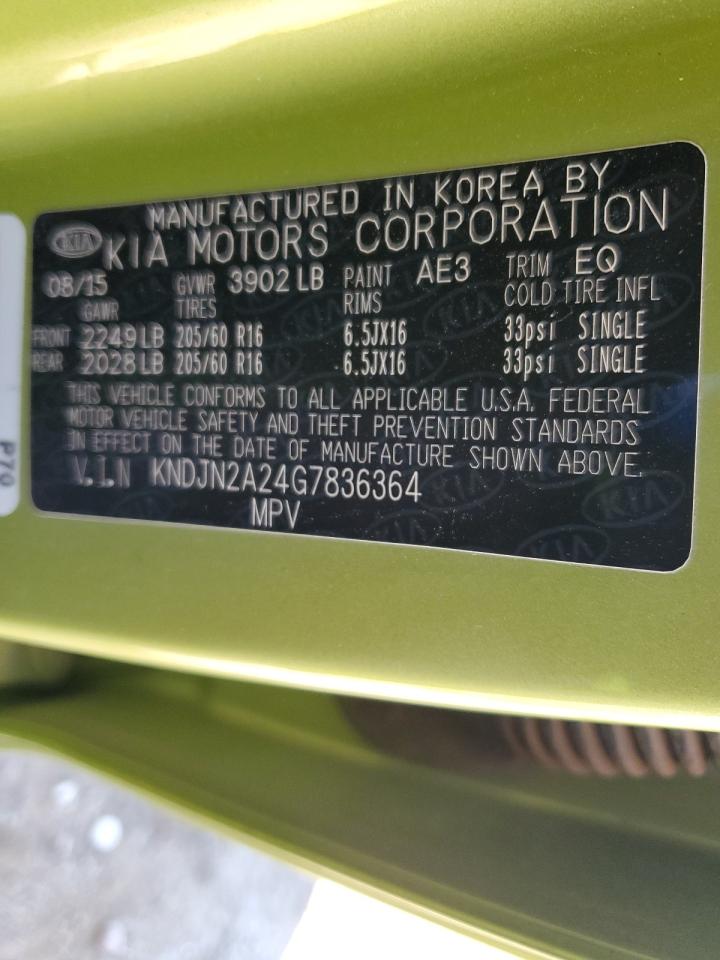 MANUFACTURED IN KOREA BY
KIA KIA MOTORS CORPORATION
08/15 GVWR 3902 LB PAINT AE3 TRIM EQ
GAWR TIRES RIMS COLD TIRE INFL
FRONT 2249 LB 205/60 R16 6.5JX16 33psi SINGLE
REAR 2028 LB 205/60 R16 6.5JX16 33psi SINGLE
THIS VEHICLE CONFORMS TO ALL APPLICABLE U.S.A. FEDERAL
MOTOR VEHICLE SAFETY AND THEFT PREVENTION STANDARDS
IN EFFECT ON THE DATE OF MANUFACTURE SHOWN ABOVE.
V.I.N KNDJN2A24G7836364
MPV
P70